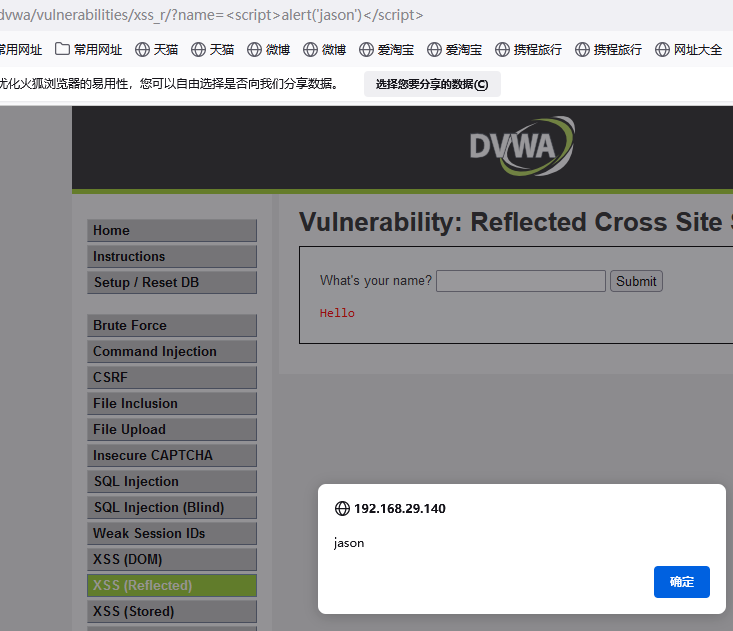 dvwa/vulnerabilities/xss_r/?name=<script>alert('jason')</script>
常用网址 常用网址 天猫 天猫 微博 微博 爱淘宝 爱淘宝 携程旅行 携程旅行 网址大全
优化火狐浏览器的易用性，您可以自由选择是否向我们分享数据。 选择您要分享的数据(C)
DVWA
Home
Instructions
Setup / Reset DB
Brute Force
Command Injection
CSRF
File Inclusion
File Upload
Insecure CAPTCHA
SQL Injection
SQL Injection (Blind)
Weak Session IDs
XSS (DOM)
XSS (Reflected)
XSS (Stored)
Vulnerability: Reflected Cross Site
What's your name? Submit
Hello
192.168.29.140
jason
确定